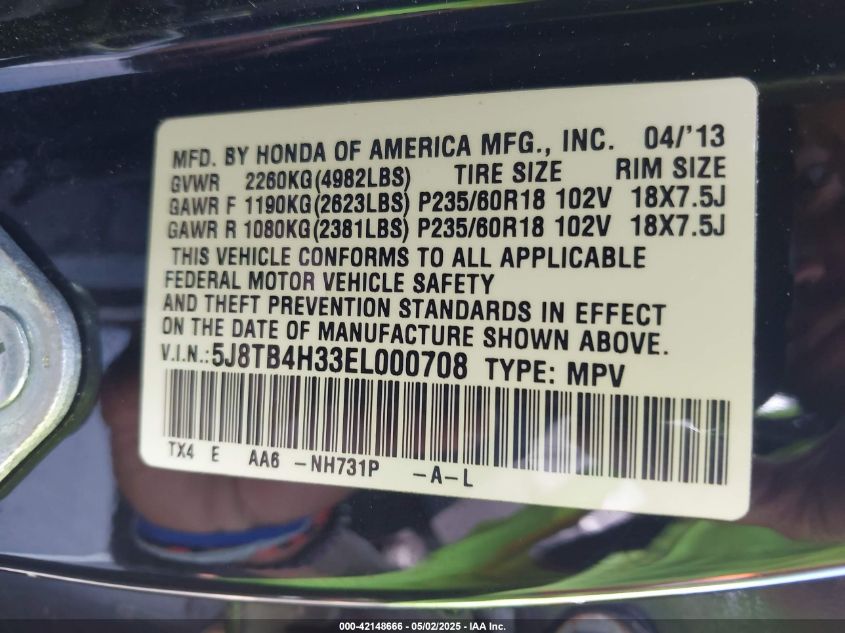 MFD. BY HONDA OF AMERICA MFG., INC. 04/'13
GVWR 2260KG(4982LBS) TIRE SIZE RIM SIZE
GAWR F 1190KG(2623LBS) P235/60R18 102V 18X7.5J
GAWR R 1080KG(2381LBS) P235/60R18 102V 18X7.5J
THIS VEHICLE CONFORMS TO ALL APPLICABLE
FEDERAL MOTOR VEHICLE SAFETY
AND THEFT PREVENTION STANDARDS IN EFFECT
ON THE DATE OF MANUFACTURE SHOWN ABOVE.
V.I.N.:5J8TB4H33EL000708 TYPE: MPV
TX4 E AA6 -NH731P -A-L
000-42148666 - 05/02/2025 - IAA Inc.